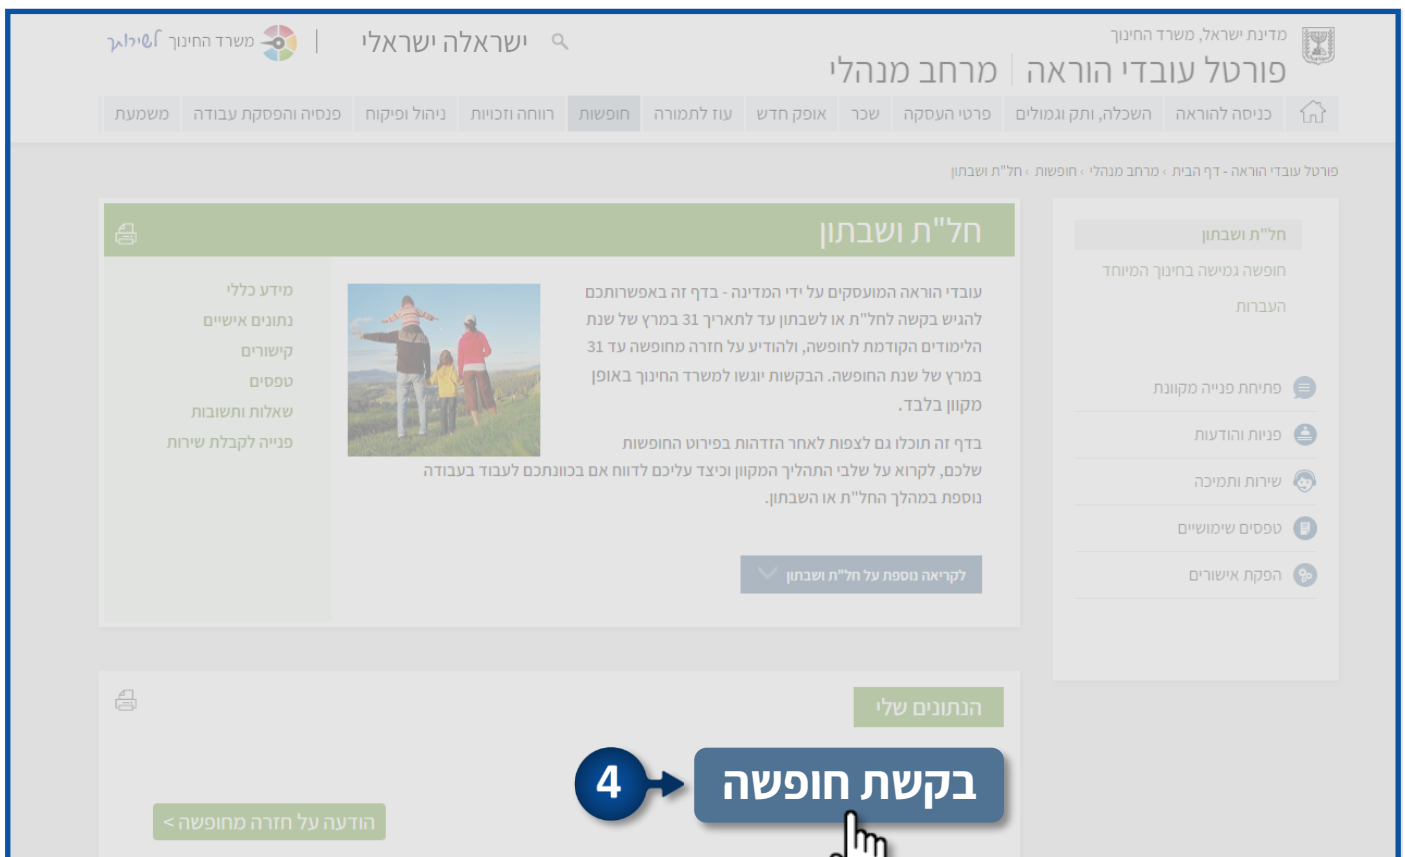 מדינת ישראל, משרד החינוך
פורטל עובדי הוראה | מרחב מנהלי
ישראלה ישראלי
משרד החינוך לשירותך
כניסה להוראה
השכלה, ותק וגמולים
פרטי העסקה
שכר
אופק חדש
עוז לתמורה
חופשות
רווחה וזכויות
ניהול ופיקוח
פנסיה והפסקת עבודה
משמעת
פורטל עובדי הוראה - דף הבית › מרחב מנהלי › חופשות › חל"ת ושבתון
חל"ת ושבתון
חופשה גמישה בחינוך המיוחד
העברות
פתיחת פנייה מקוונת
פניות והודעות
שירות ותמיכה
טפסים שימושיים
הפקת אישורים
חל"ת ושבתון
עובדי הוראה המועסקים על ידי המדינה - בדף זה באפשרותכם
להגיש בקשה לחל"ת או לשבתון עד לתאריך 31 במרץ של שנת
הלימודים הקודמת לחופשה, ולהודיע על חזרה מחופשה עד 31
במרץ של שנת החופשה. הבקשות יוגשו למשרד החינוך באופן
מקוון בלבד.
בדף זה תוכלו גם לצפות לאחר הזדהות בפירוט החופשות
שלכם, לקרוא על שלבי התהליך המקוון וכיצד עליכם לדווח אם בכוונתכם לעבוד בעבודה
נוספת במהלך החל"ת או השבתון.
לקריאה נוספת על חל"ת ושבתון
מידע כללי
נתונים אישיים
קישורים
טפסים
שאלות ותשובות
פנייה לקבלת שירות
הנתונים שלי
בקשת חופשה
4
הודעה על חזרה מחופשה >